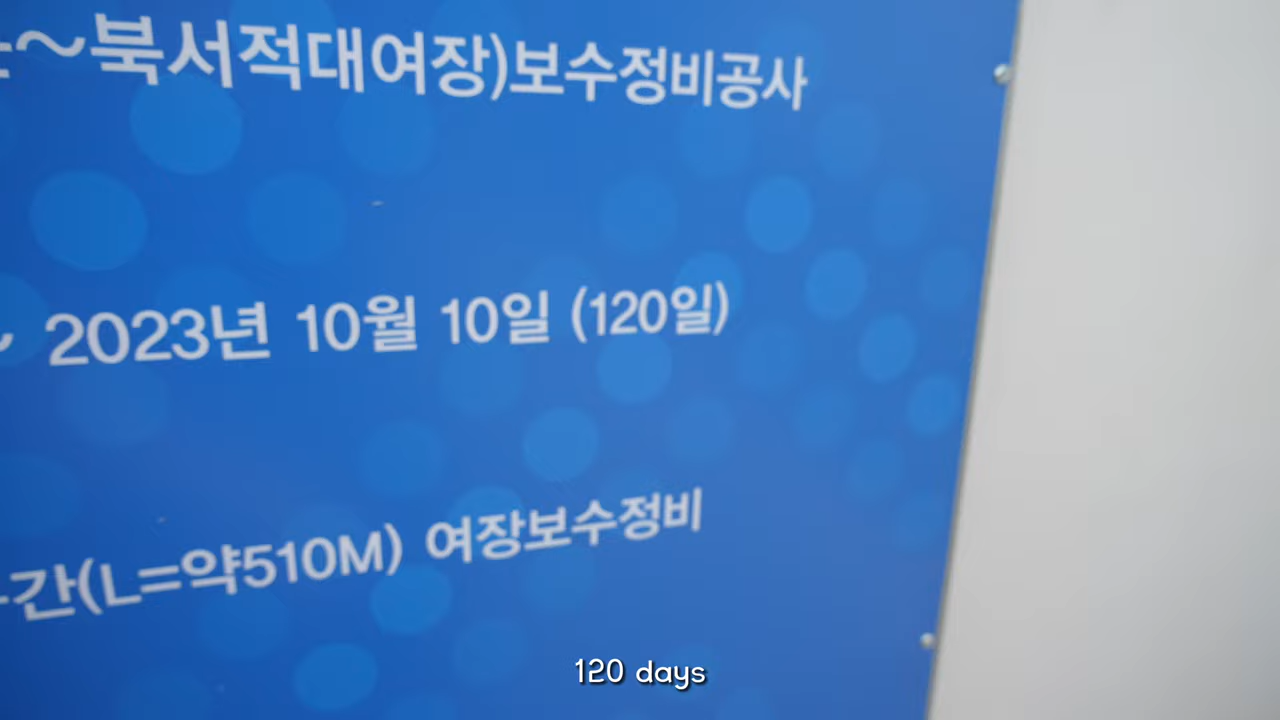 ~북서적대여장)보수정비공사
~ 2023년 10월 10일 (120일)
간(L=약510M) 여장보수정비
120 days